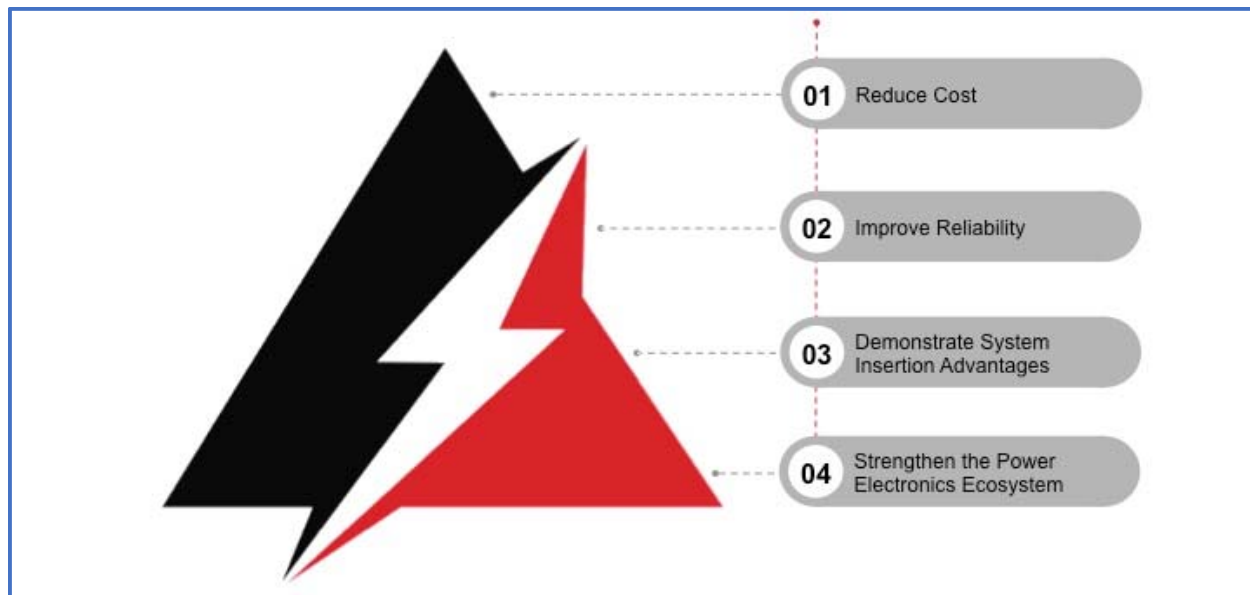 01 Reduce Cost
02 Improve Reliability
03 Demonstrate System
Insertion Advantages
04 Strengthen the Power
Electronics Ecosystem